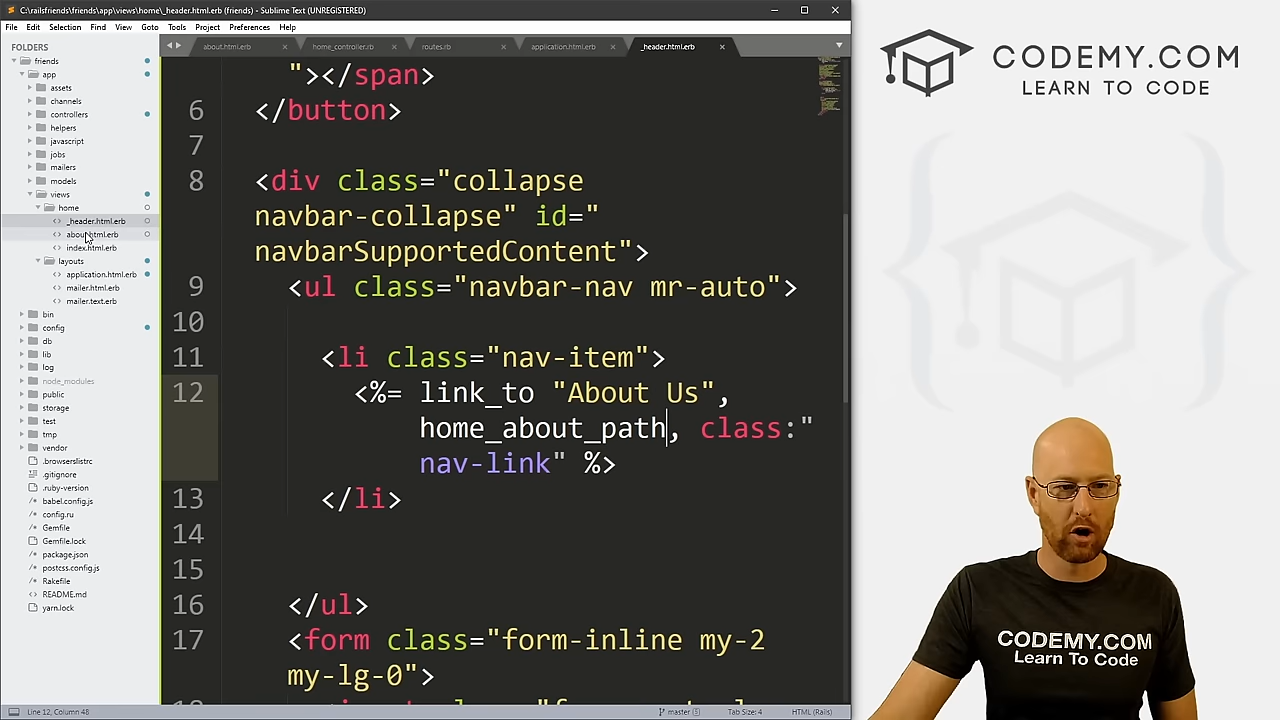 C:\railsfriends\friends\app\views\home\_header.html.erb (friends) - Sublime Text (UNREGISTERED)
File Edit Selection Find View Goto Tools Project Preferences Help
FOLDERS
friends
app
assets
channels
controllers
helpers
javascript
jobs
mailers
models
views
home
_header.html.erb
about.html.erb
index.html.erb
layouts
application.html.erb
mailer.html.erb
mailer.text.erb
bin
config
db
lib
log
node_modules
public
storage
test
tmp
vendor
.browserslistrc
.gitignore
.ruby-version
babel.config.js
config.ru
Gemfile
Gemfile.lock
package.json
postcss.config.js
Rakefile
README.md
yarn.lock
about.html.erb home_controller.rb routes.rb application.html.erb _header.html.erb
"></span>
6 </button>
7
8 <div class="collapse
navbar-collapse" id="
navbarSupportedContent">
9 <ul class="navbar-nav mr-auto">
10
11 <li class="nav-item">
12 <%= link_to "About Us",
home_about_path, class:"
nav-link" %>
13 </li>
14
15
16 </ul>
17 <form class="form-inline my-2
my-lg-0">
Line 12, Column 48
master
Tab Size: 4
HTML (Rails)
CODEMY.COM
LEARN TO CODE
CODEMY.COM
Learn To Code